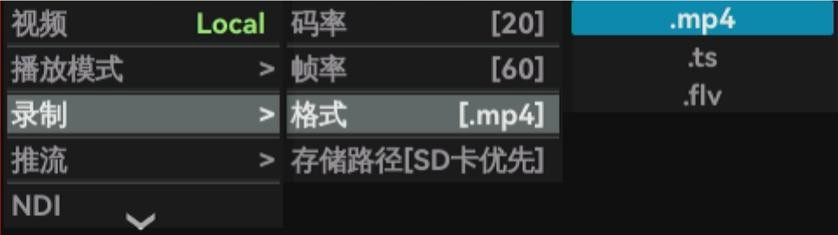 视频 Local
播放模式 >
录制 >
推流 >
NDI
码率 [20]
帧率 [60]
格式 [.mp4]
存储路径[SD卡优先]
.mp4
.ts
.flv